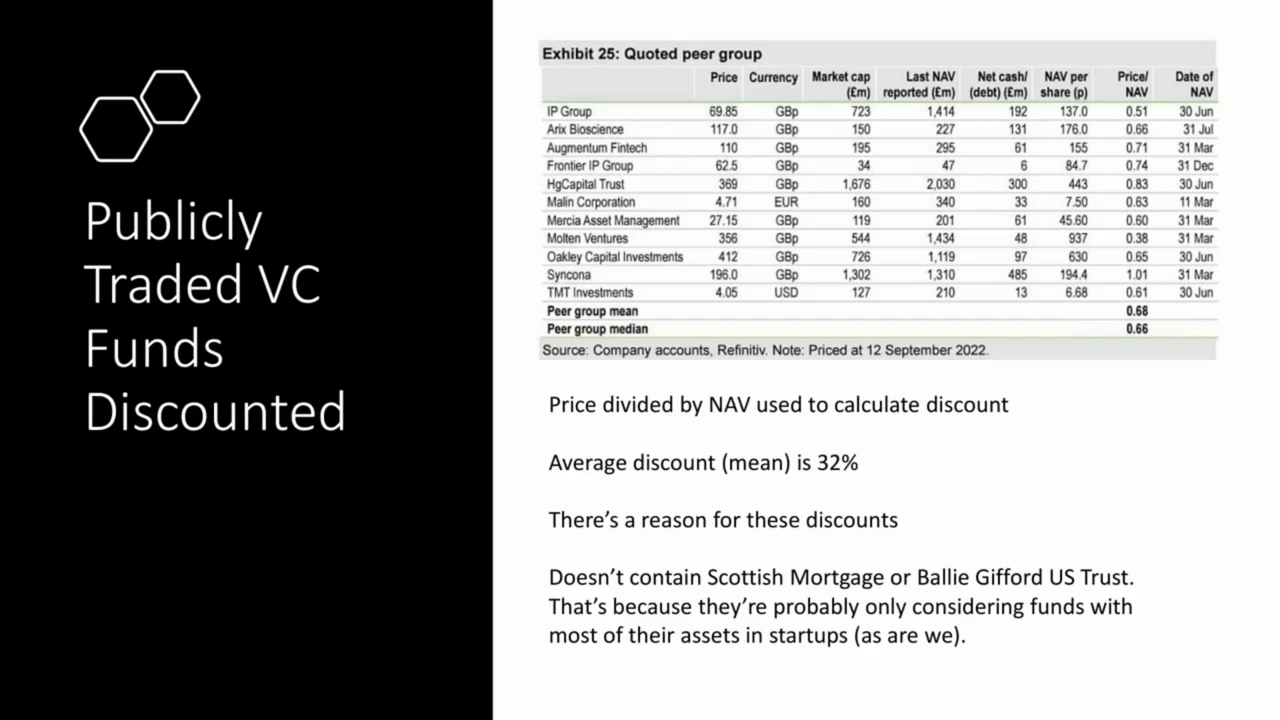 Publicly
Traded VC
Funds
Discounted
Exhibit 25: Quoted peer group
Price Currency Market cap (£m) Last NAV reported (£m) Net cash/ (debt) (£m) NAV per share (p) Price/ NAV Date of NAV
IP Group 69.85 GBp 723 1,414 192 137.0 0.51 30 Jun
Arix Bioscience 117.0 GBp 150 227 131 176.0 0.66 31 Jul
Augmentum Fintech 110 GBp 195 295 61 155 0.71 31 Mar
Frontier IP Group 62.5 GBp 34 47 6 84.7 0.74 31 Dec
HgCapital Trust 369 GBp 1,676 2,030 300 443 0.83 30 Jun
Malin Corporation 4.71 EUR 160 340 33 7.50 0.63 11 Mar
Mercia Asset Management 27.15 GBp 119 201 61 45.60 0.60 31 Mar
Molten Ventures 356 GBp 544 1,434 48 937 0.38 31 Mar
Oakley Capital Investments 412 GBp 726 1,119 97 630 0.65 30 Jun
Syncona 196.0 GBp 1,302 1,310 485 194.4 1.01 31 Mar
TMT Investments 4.05 USD 127 210 13 6.68 0.61 30 Jun
Peer group mean 0.68
Peer group median 0.66
Source: Company accounts, Refinitiv. Note: Priced at 12 September 2022.
Price divided by NAV used to calculate discount
Average discount (mean) is 32%
There's a reason for these discounts
Doesn't contain Scottish Mortgage or Ballie Gifford US Trust.
That's because they're probably only considering funds with
most of their assets in startups (as are we).